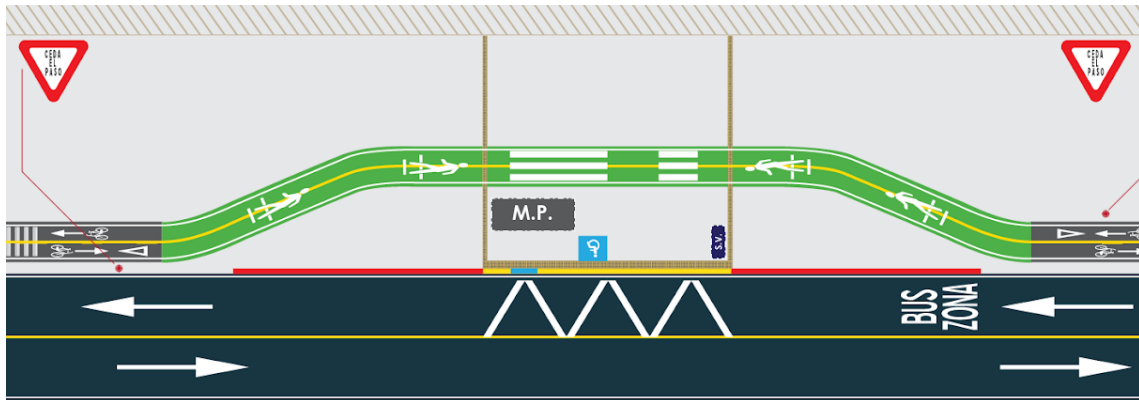 CEDA
EL
PASO
CEDA
EL
PASO
M.P.
S.V.
BUS
ZONA